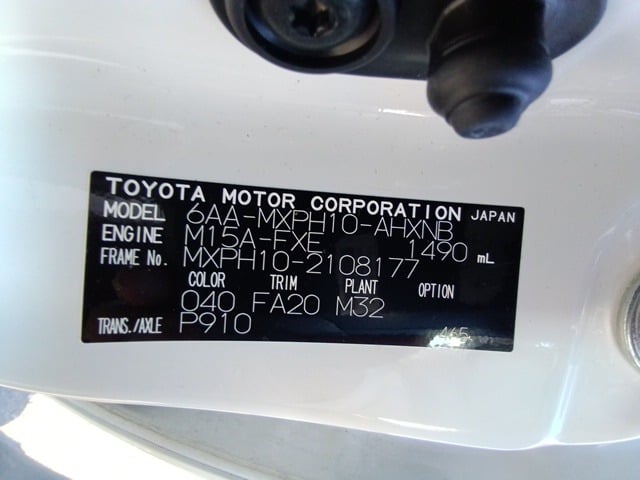 TOYOTA MOTOR CORPORATION JAPAN
MODEL 6AA-MXPH10-AHXNB
ENGINE M15A-FXE 1490 mL
FRAME No. MXPH10-2108177
COLOR TRIM PLANT OPTION
040 FA20 M32
TRANS./AXLE P910 465